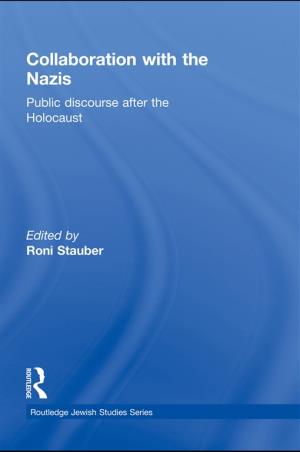 Collaboration with the
Nazis
Public discourse after the
Holocaust
Edited by
Roni Stauber
ROUTLEDGE
Routledge Jewish Studies Series